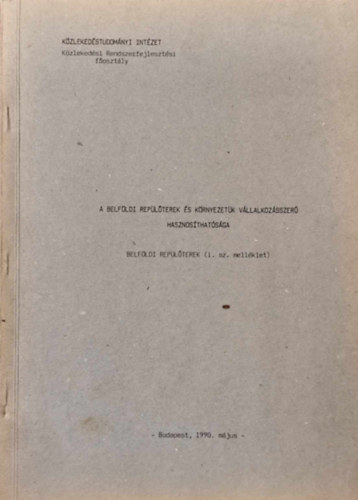 KÖZLEKEDÉSTUDOMÁNYI INTÉZET
Közlekedési Rendszerfejlesztési
főosztály
A BELFÖLDI REPÜLŐTEREK ÉS KÖRNYEZETÜK VÁLLALKOZÁSSZERŰ
HASZNOSÍTHATÓSÁGA
BELFÖLDI REPÜLŐTEREK (1. sz. melléklet)
- Budapest, 1990. május -